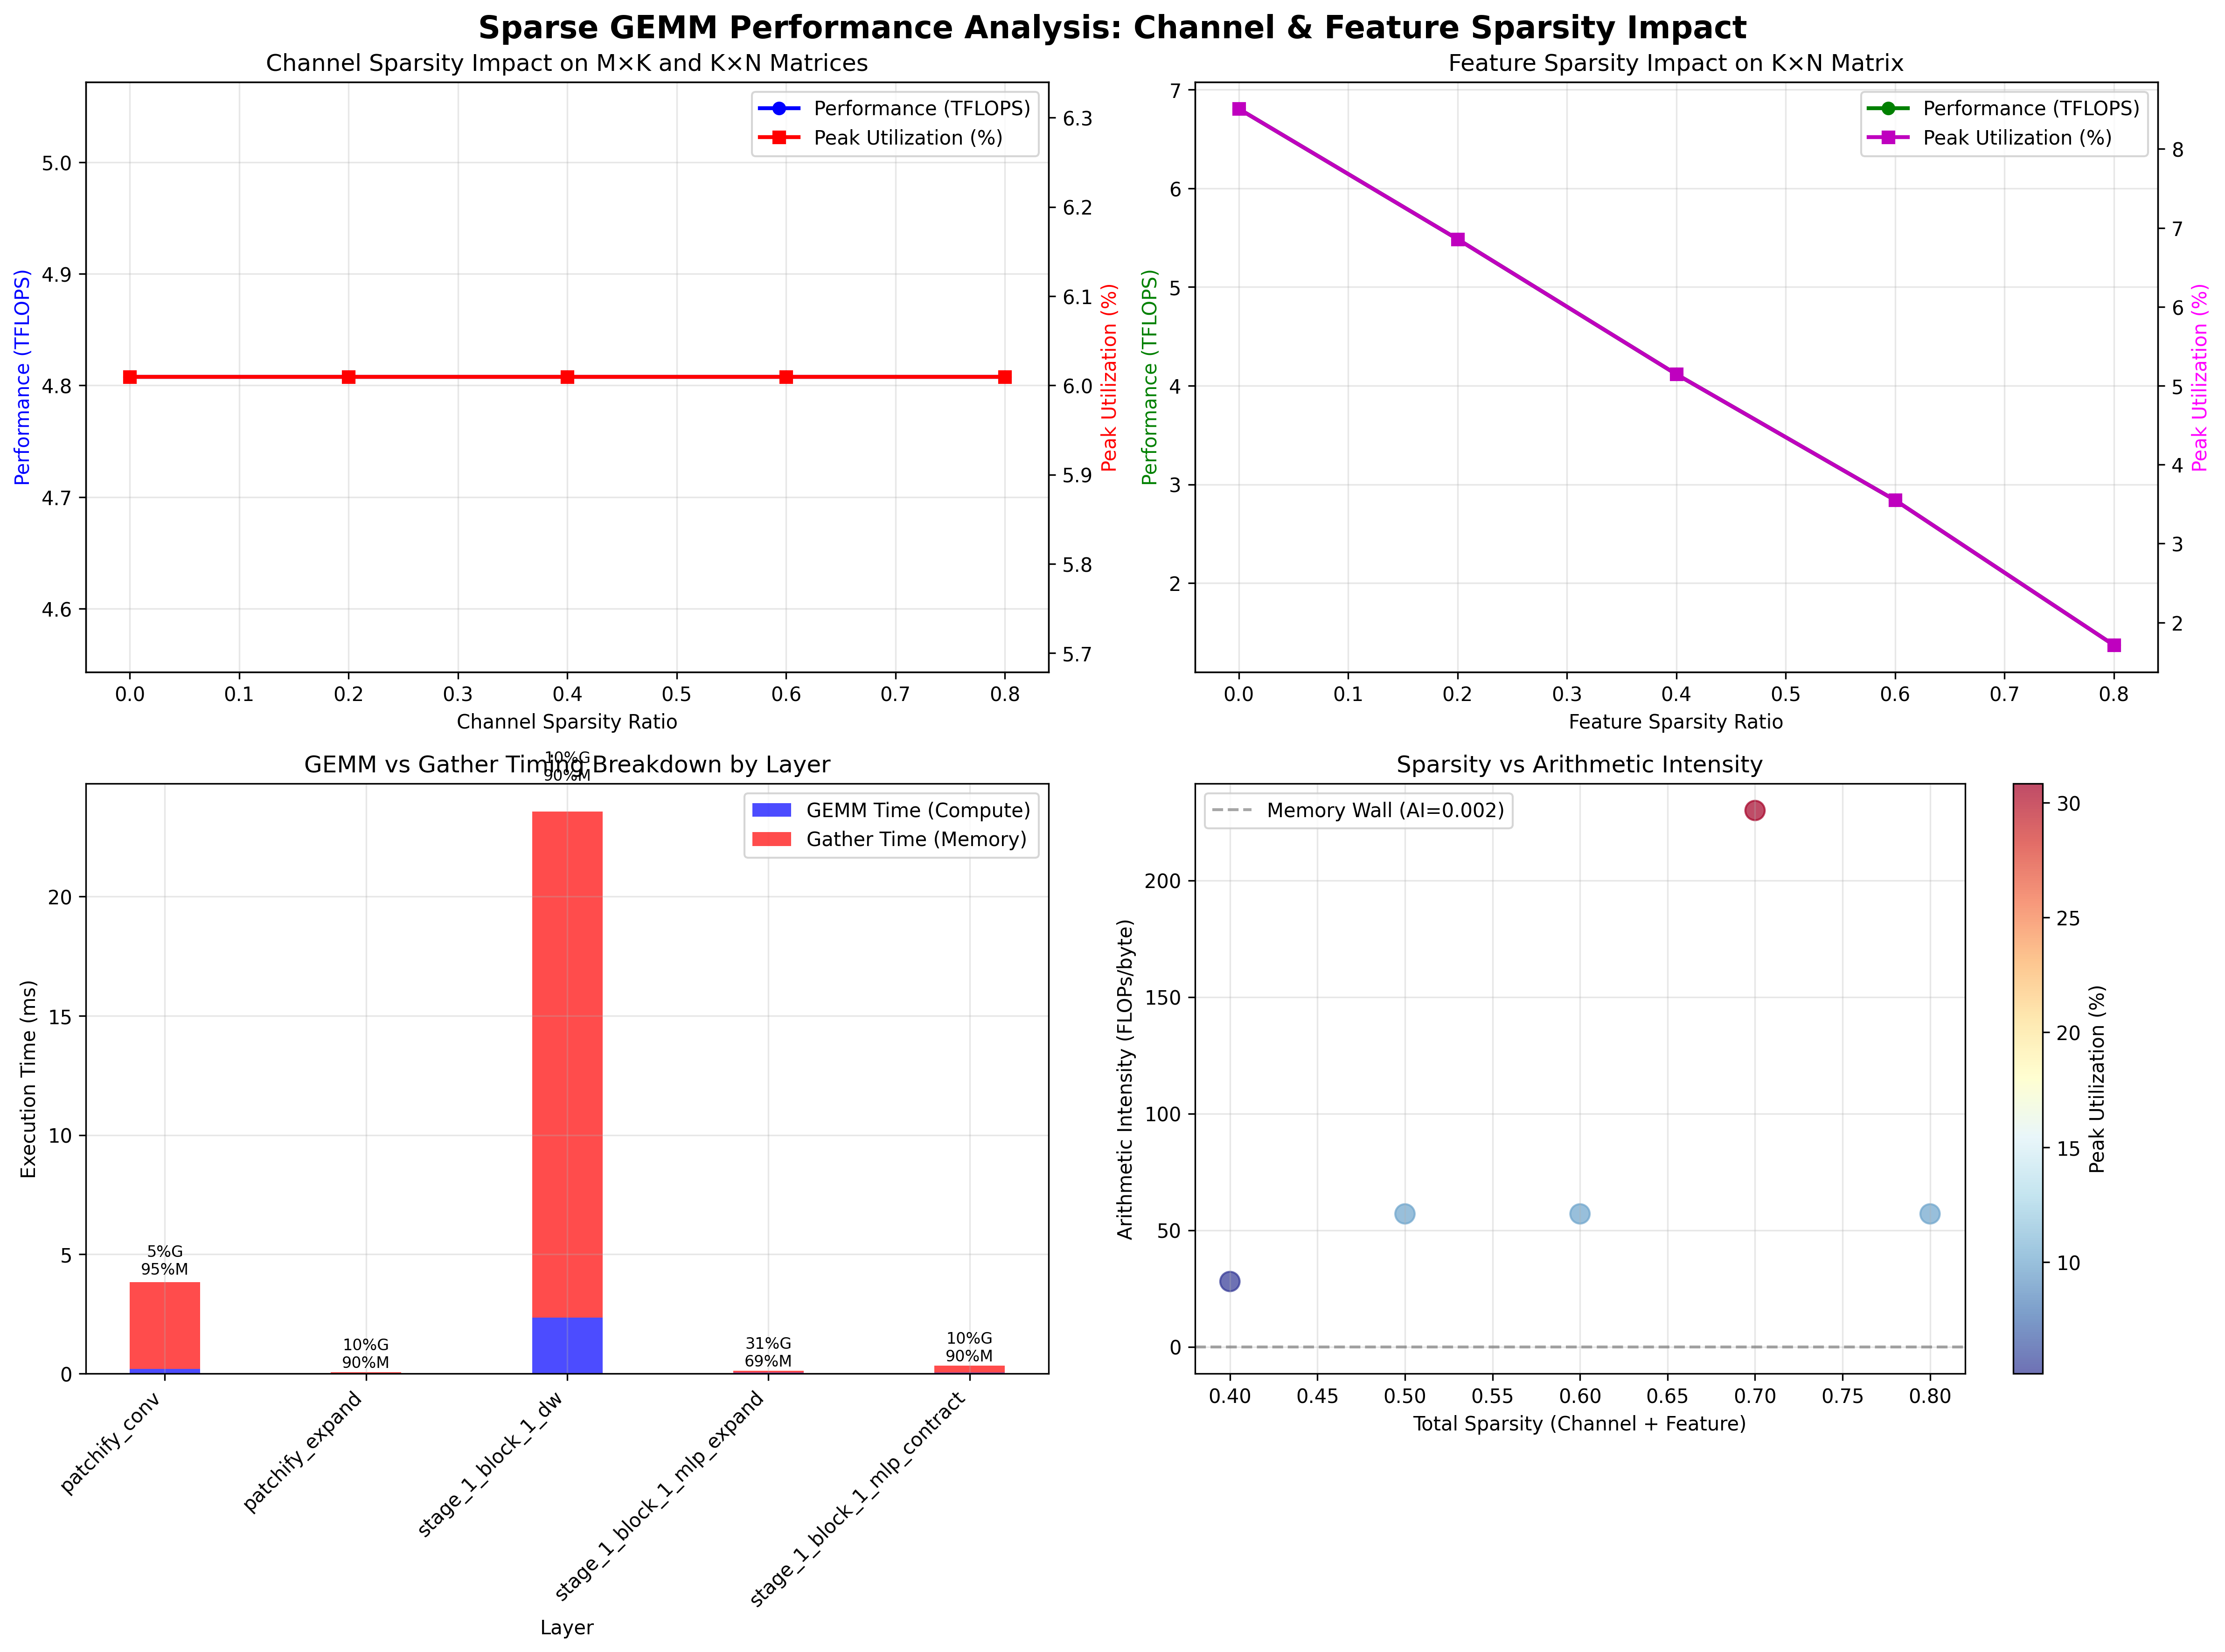 Sparse GEMM Performance Analysis: Channel & Feature Sparsity Impact
Channel Sparsity Impact on M×K and K×N Matrices
Performance (TFLOPS)
Peak Utilization (%)
5.0
4.9
4.8
4.7
4.6
Performance (TFLOPS)
6.3
6.2
6.1
6.0
5.9
5.8
5.7
Peak Utilization (%)
0.0 0.1 0.2 0.3 0.4 0.5 0.6 0.7 0.8
Channel Sparsity Ratio
Feature Sparsity Impact on K×N Matrix
Performance (TFLOPS)
Peak Utilization (%)
7
6
5
4
3
2
Performance (TFLOPS)
8
7
6
5
4
3
2
Peak Utilization (%)
0.0 0.1 0.2 0.3 0.4 0.5 0.6 0.7 0.8
Feature Sparsity Ratio
GEMM vs Gather Timing Breakdown by Layer
GEMM Time (Compute)
Gather Time (Memory)
20
15
10
5
0
Execution Time (ms)
5%G
95%M
10%G
90%M
10%G
90%M
31%G
69%M
10%G
90%M
patchify_conv
patchify_expand
stage_1_block_1_dw
stage_1_block_1_mlp_expand
stage_1_block_1_mlp_contract
Layer
Sparsity vs Arithmetic Intensity
Memory Wall (AI=0.002)
200
150
100
50
0
Arithmetic Intensity (FLOPs/byte)
0.40 0.45 0.50 0.55 0.60 0.65 0.70 0.75 0.80
Total Sparsity (Channel + Feature)
30
25
20
15
10
Peak Utilization (%)